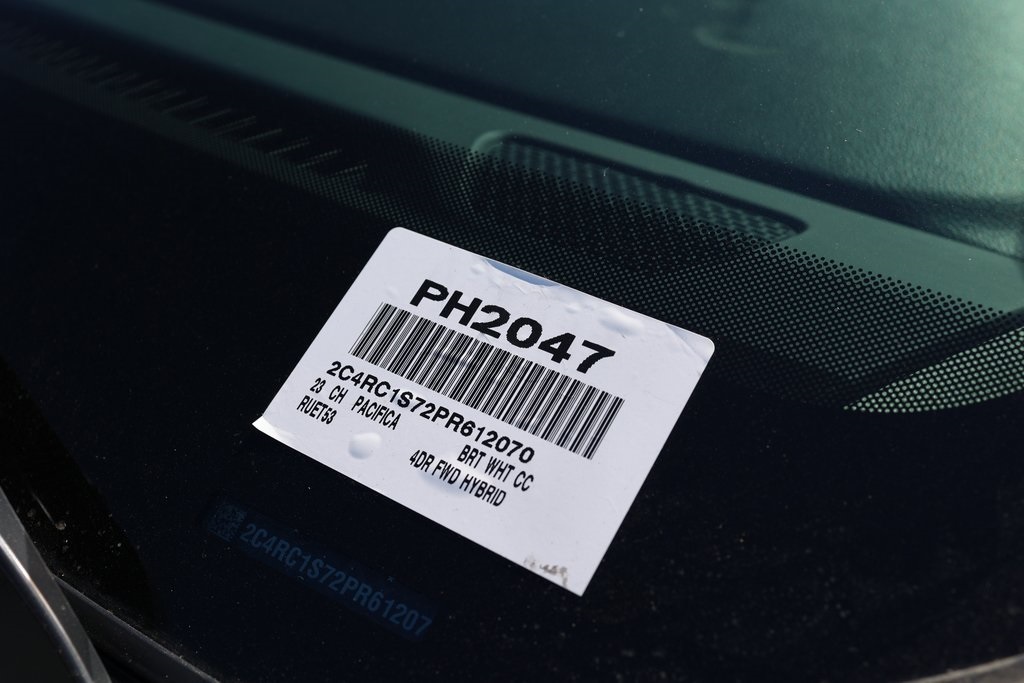 PH2047
2C4RC1S72PR612070
23 CH PACIFICA
BRT WHT CC
RUET53
4DR FWD HYBRID
2C4RC1S72PR61207